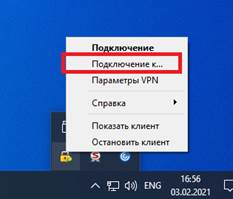 Подключение
Подключение к...
Параметры VPN
Справка
Показать клиент
Остановить клиент
16:56
ENG
03.02.2021